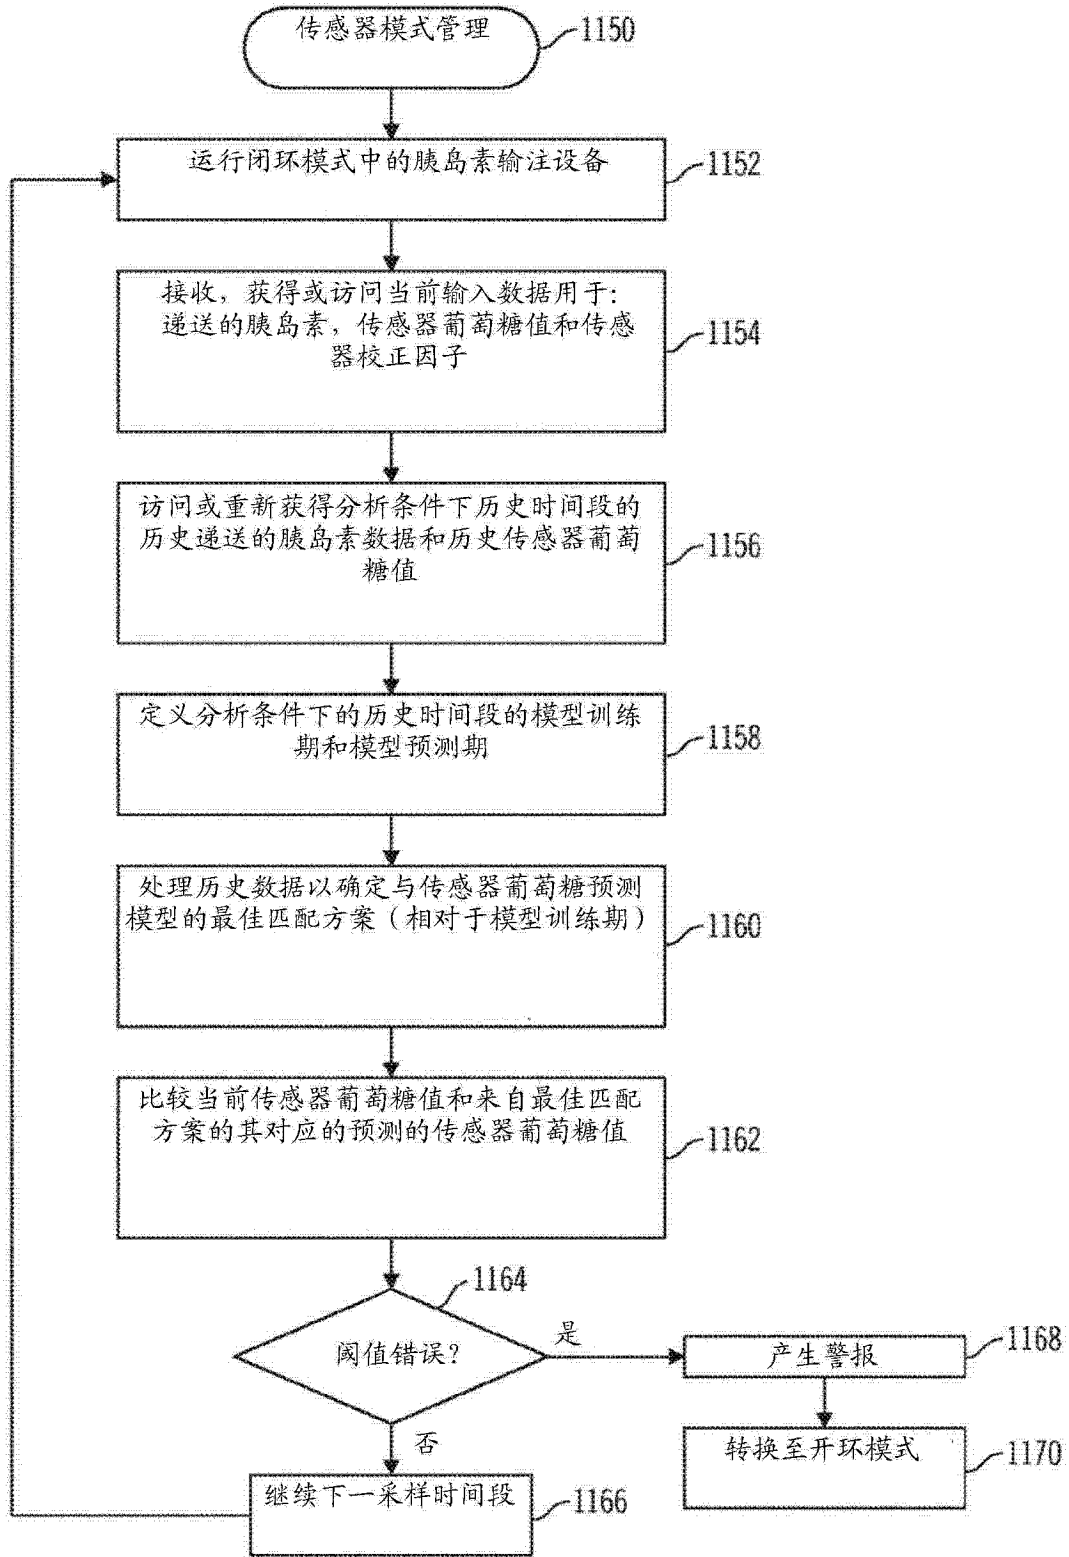 传感器模式管理
1150
运行闭环模式中的胰岛素输注设备
1152
接收，获得或访问当前输入数据用于：
递送的胰岛素，传感器葡萄糖值和传感
器校正因子
1154
访问或重新获得分析条件下历史时间段的
历史递送的胰岛素数据和历史传感器葡萄
糖值
1156
定义分析条件下的历史时间段的模型训练
期和模型预测期
1158
处理历史数据以确定与传感器葡萄糖预测
模型的最佳匹配方案（相对于模型训练期）
1160
比较当前传感器葡萄糖值和来自最佳匹配
方案的其对应的预测的传感器葡萄糖值
1162
1164
阈值错误？
是
产生警报
1168
否
转换至开环模式
1170
继续下一采样时间段
1166